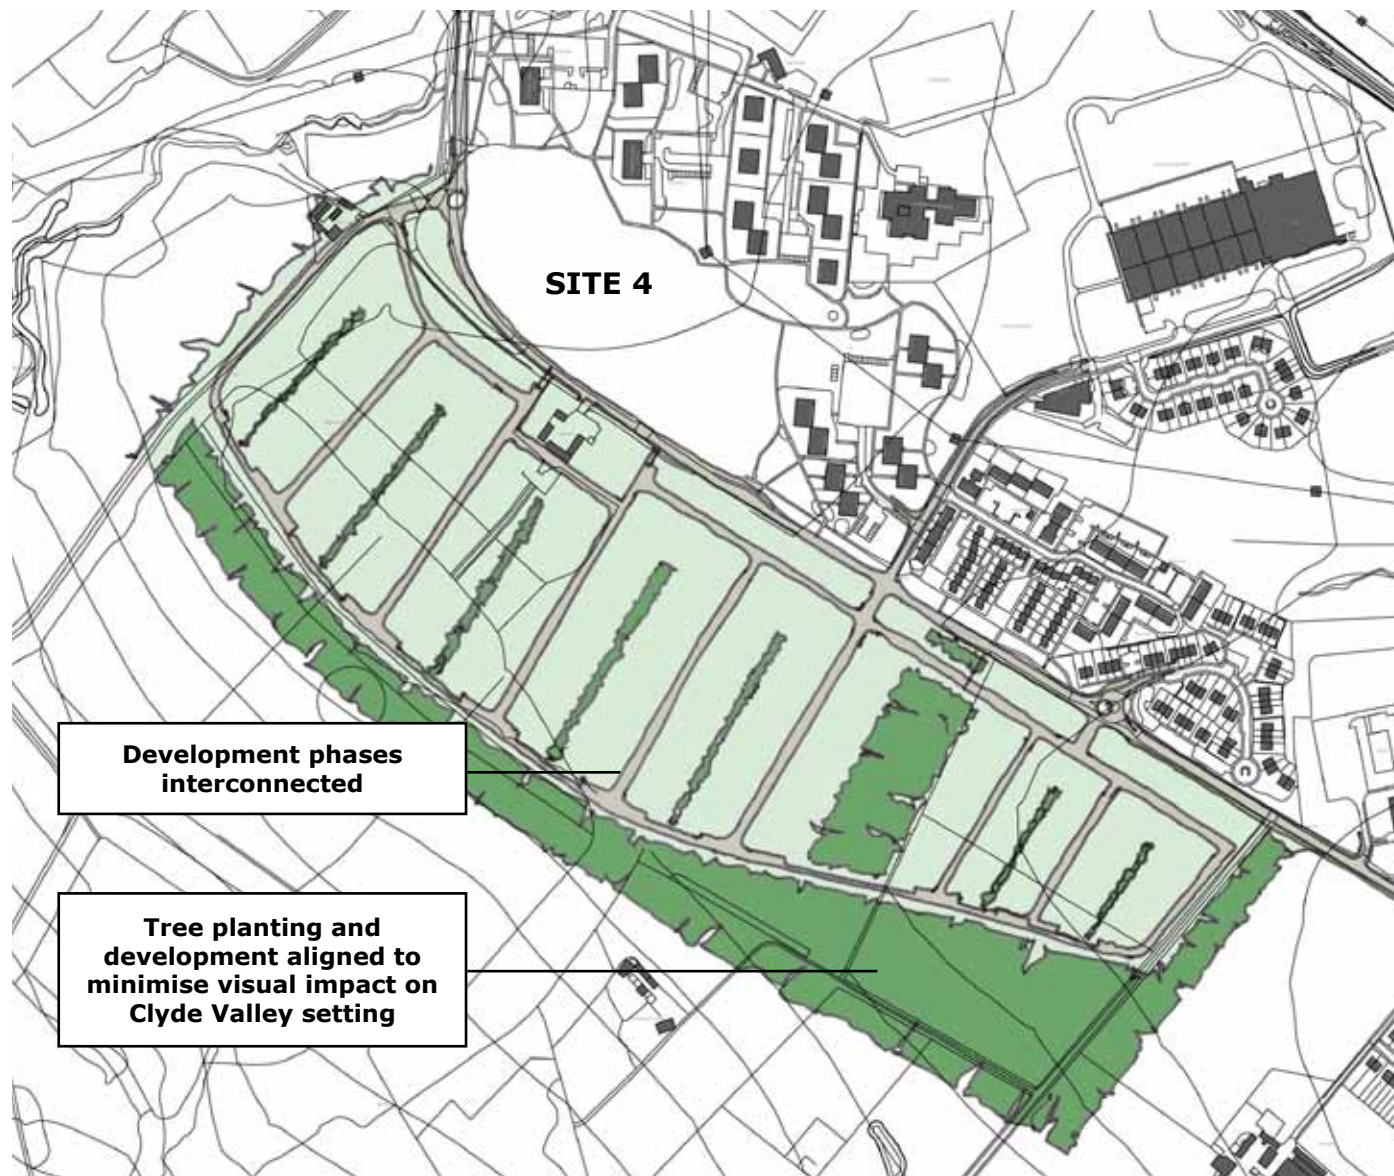 SITE 4
Development phases
interconnected
Tree planting and
development aligned to
minimise visual impact on
Clyde Valley setting